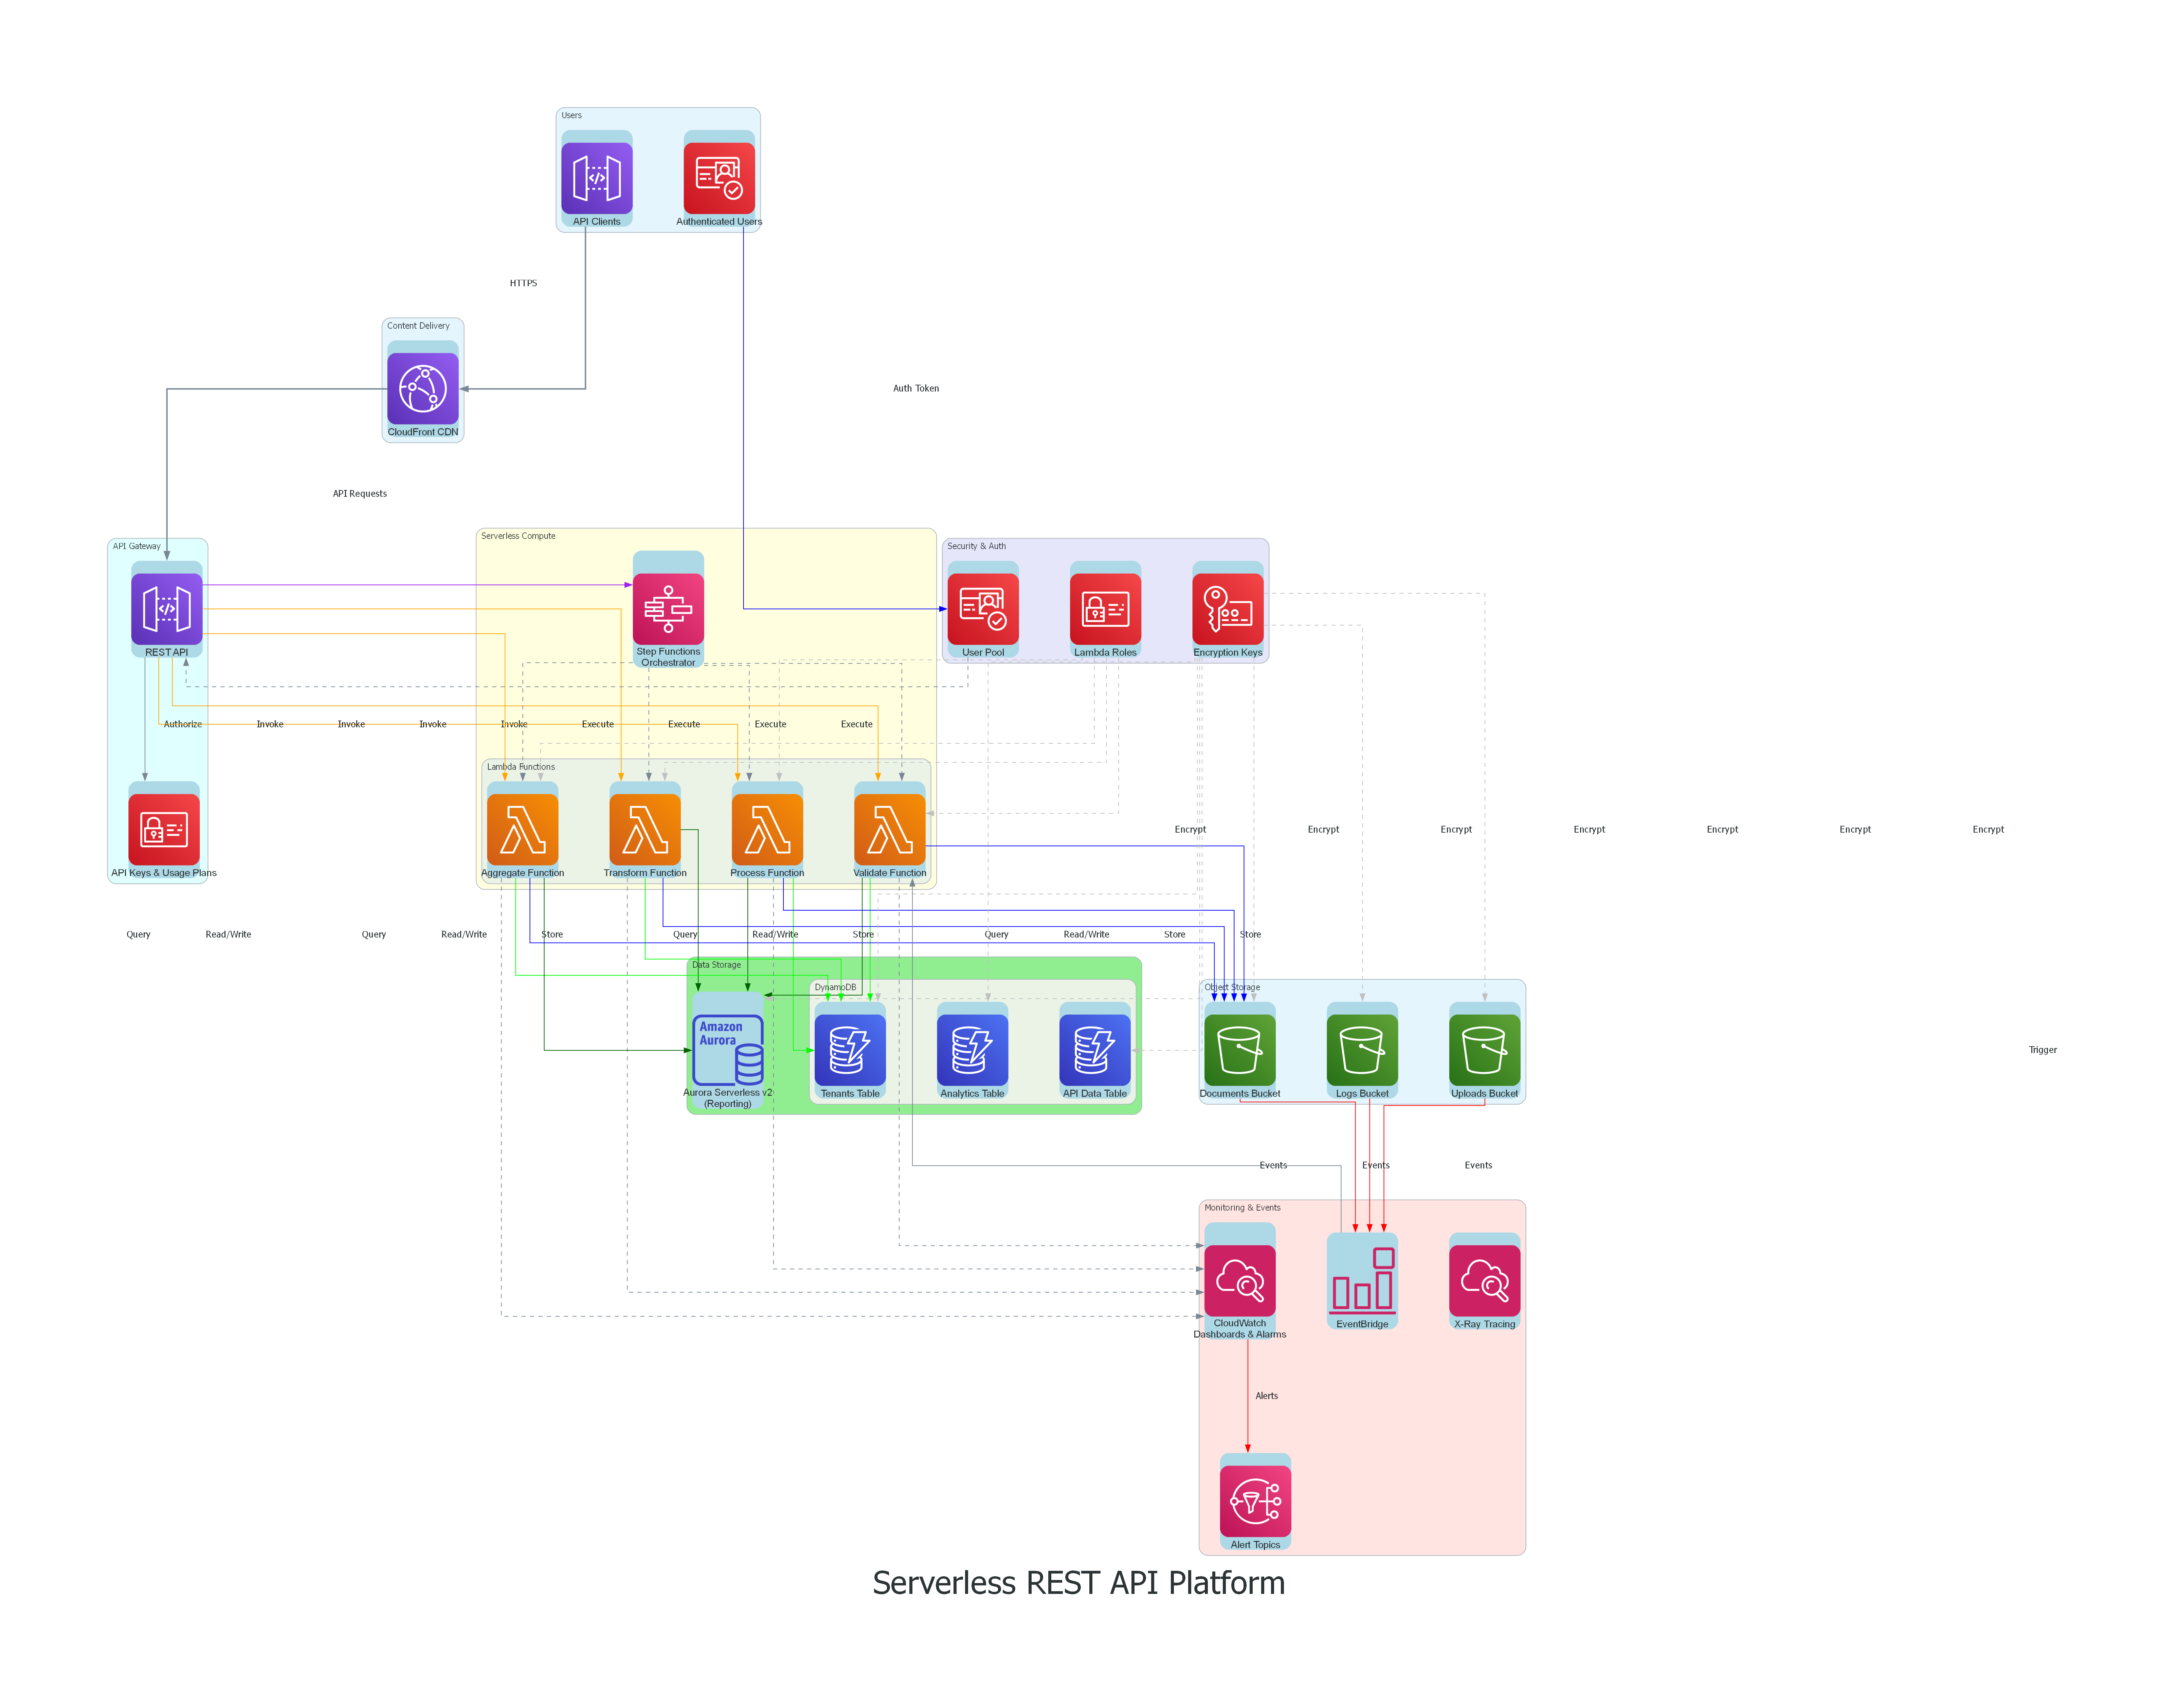 Users
API Clients
Authenticated Users
HTTPS
Content Delivery
CloudFront CDN
Auth Token
API Requests
API Gateway
REST API
Serverless Compute
Step Functions
Orchestrator
Security & Auth
User Pool
Lambda Roles
Encryption Keys
Authorize
Invoke
Invoke
Invoke
Invoke
Execute
Execute
Execute
Execute
API Keys & Usage Plans
Lambda Functions
Aggregate Function
Transform Function
Process Function
Validate Function
Encrypt
Encrypt
Encrypt
Encrypt
Encrypt
Encrypt
Encrypt
Query
Read/Write
Query
Read/Write
Store
Query
Read/Write
Store
Query
Read/Write
Store
Store
Data Storage
Amazon
Aurora
Aurora Serverless v2
(Reporting)
DynamoDB
Tenants Table
Analytics Table
API Data Table
Object Storage
Documents Bucket
Logs Bucket
Uploads Bucket
Trigger
Events
Events
Events
Monitoring & Events
CloudWatch
Dashboards & Alarms
EventBridge
X-Ray Tracing
Alerts
Alert Topics
Serverless REST API Platform